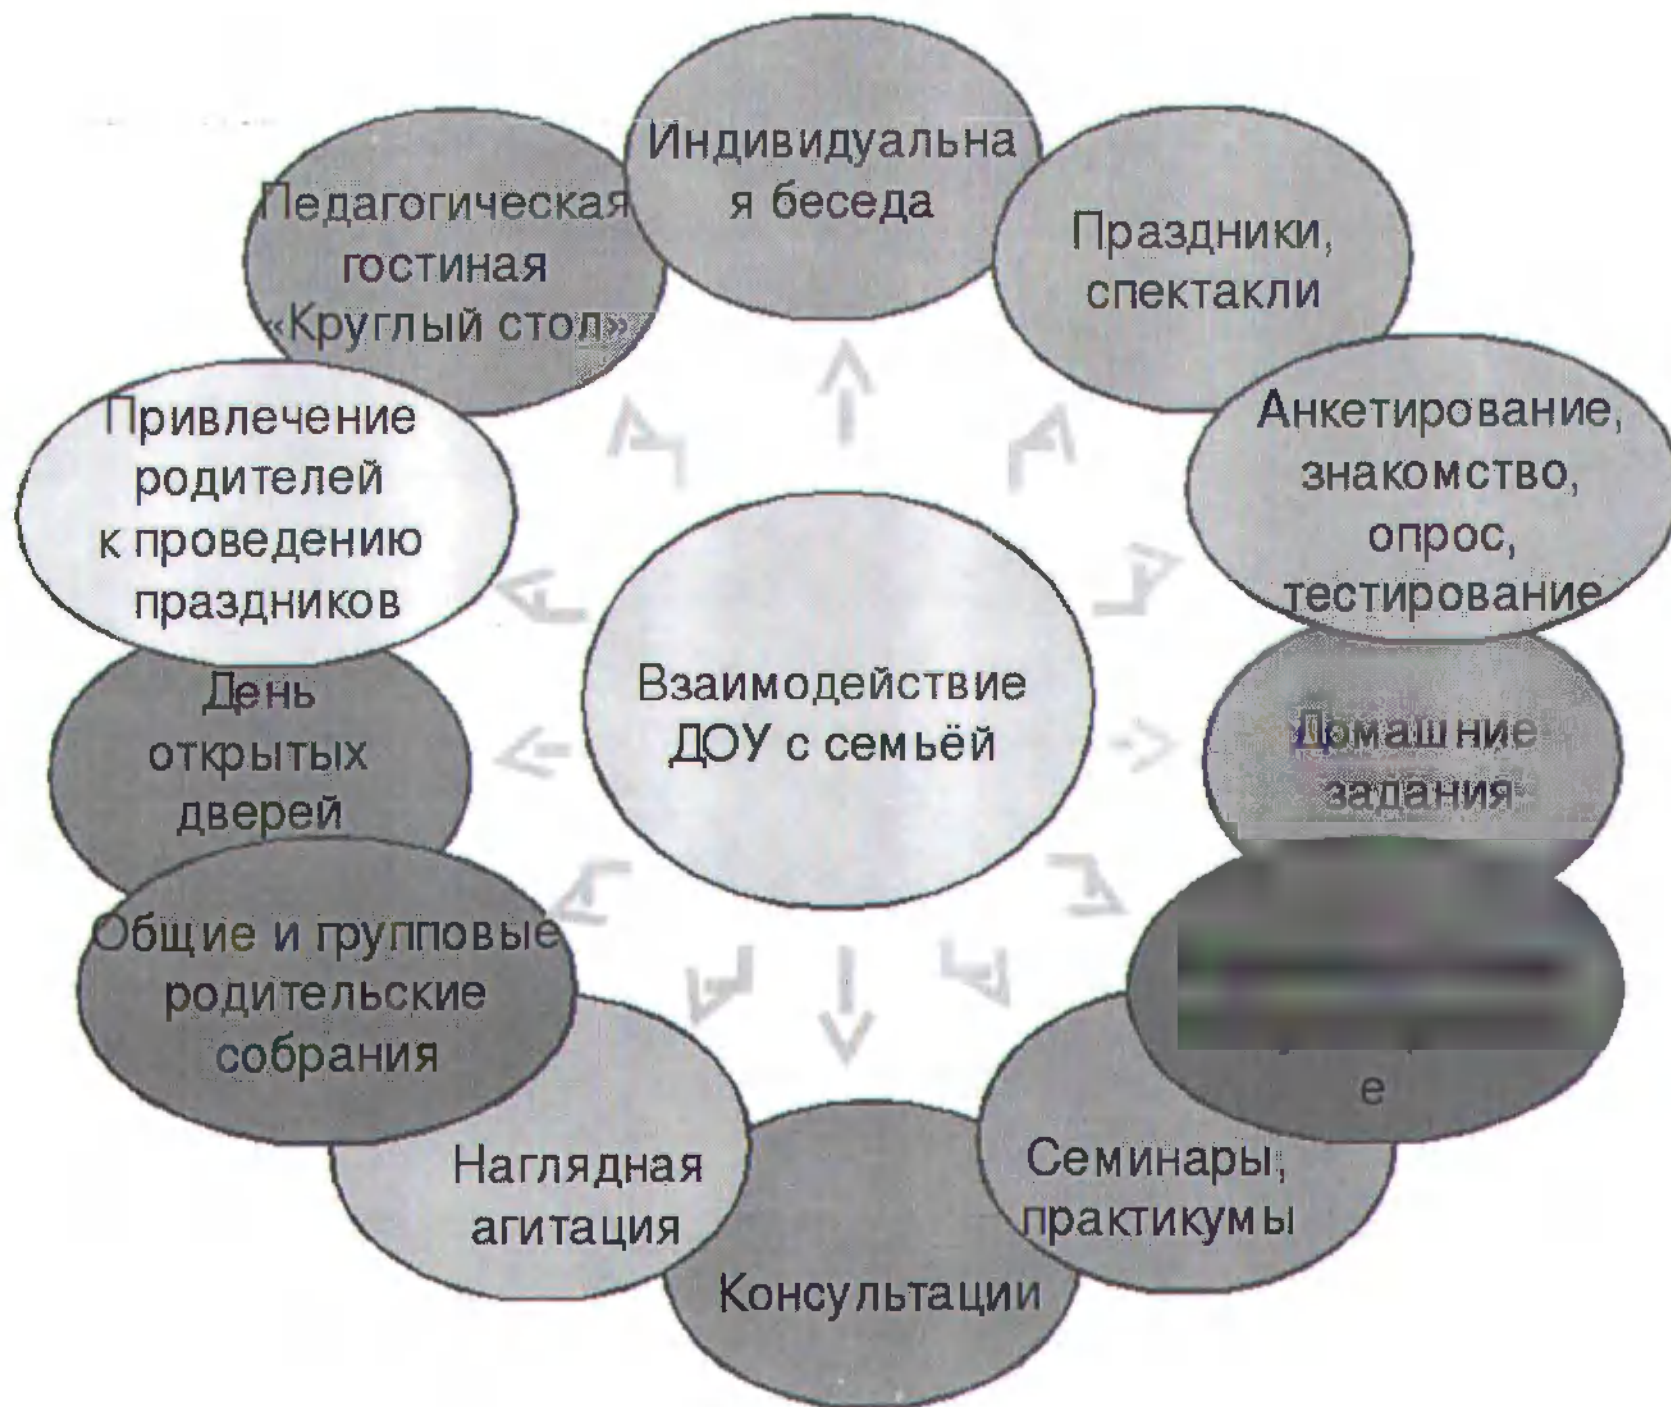 Индивидуальна
я беседа
Праздники,
спектакли
Анкетирование,
знакомство,
опрос,
тестирование
Домашние
задания
е
Семинары,
практикумы
Консультации
Наглядная
агитация
Общие и групповые
родительские
собрания
День
открытых
дверей
Привлечение
родителей
к проведению
праздников
Педагогическая
гостиная
«Круглый стол»
Взаимодействие
ДОУ с семьёй